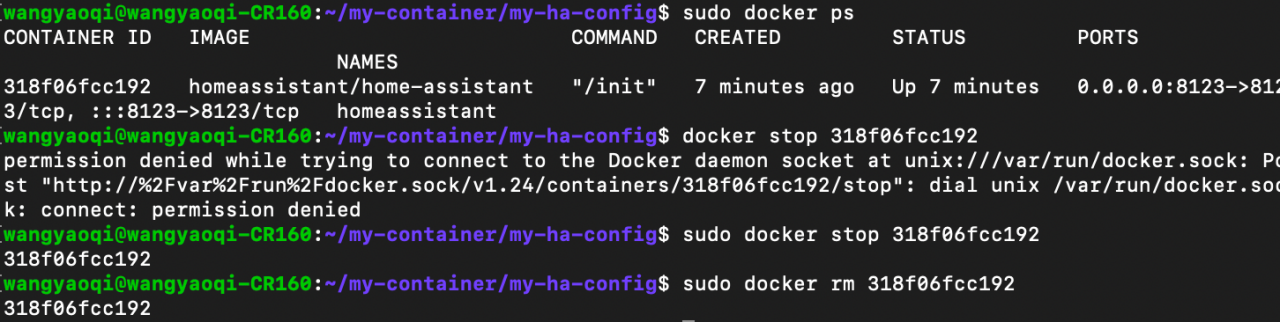 [wangyaoqi@wangyaoqi-CR160:~/my-container/my-ha-config$ sudo docker ps
CONTAINER ID   IMAGE                          COMMAND   CREATED         STATUS         PORTS
                           NAMES
318f06fcc192   homeassistant/home-assistant   "/init"   7 minutes ago   Up 7 minutes   0.0.0.0:8123->812
3/tcp, :::8123->8123/tcp   homeassistant
[wangyaoqi@wangyaoqi-CR160:~/my-container/my-ha-config$ docker stop 318f06fcc192
permission denied while trying to connect to the Docker daemon socket at unix:///var/run/docker.sock: Po
st "http://%2Fvar%2Frun%2Fdocker.sock/v1.24/containers/318f06fcc192/stop": dial unix /var/run/docker.soc
k: connect: permission denied
[wangyaoqi@wangyaoqi-CR160:~/my-container/my-ha-config$ sudo docker stop 318f06fcc192
318f06fcc192
[wangyaoqi@wangyaoqi-CR160:~/my-container/my-ha-config$ sudo docker rm 318f06fcc192
318f06fcc192